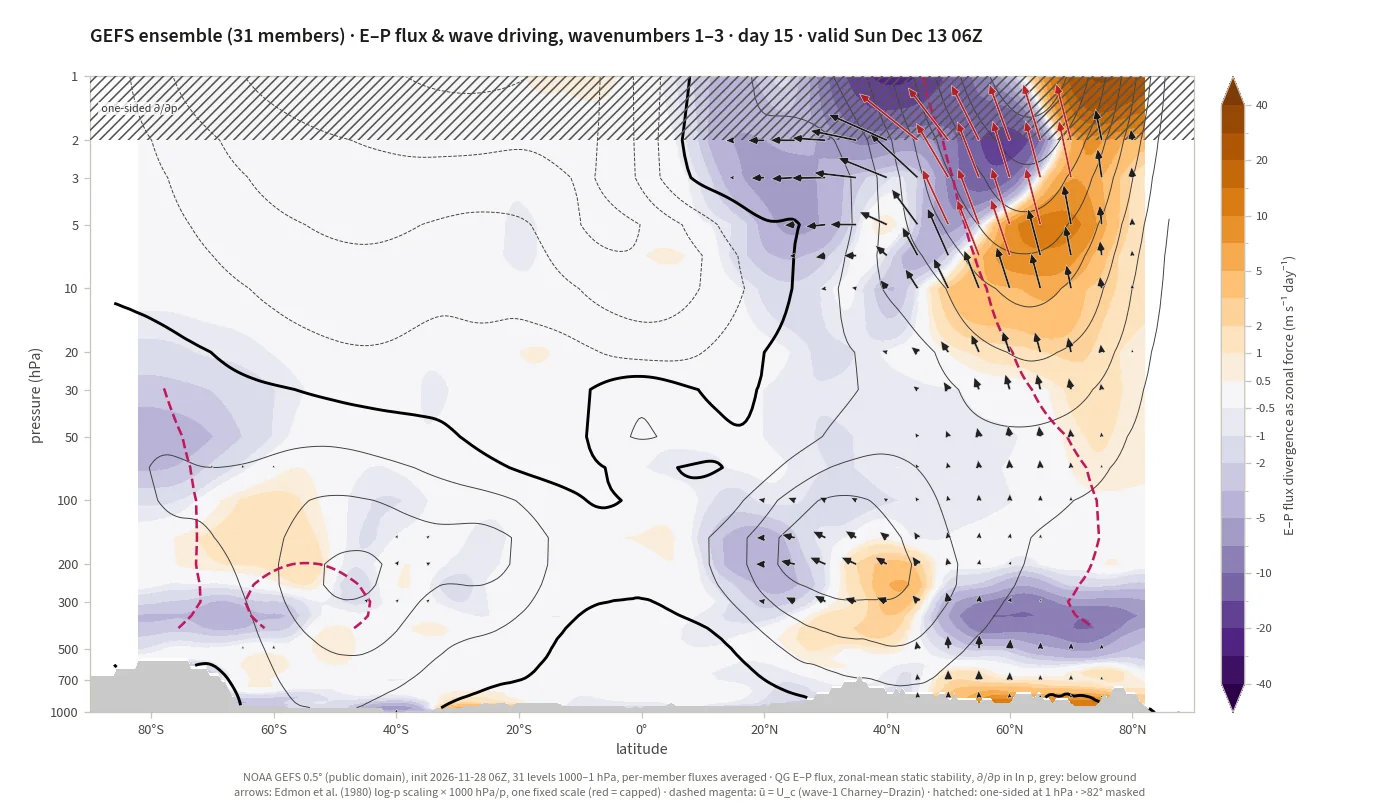 GEFS ensemble (31 members) · E–P flux & wave driving, wavenumbers 1–3 · day 15 · valid Sun Dec 13 06Z
one-sided ∂/∂p
1
2
3
5
10
20
30
50
100
200
300
500
700
1000
pressure (hPa)
80°S
60°S
40°S
20°S
0°
20°N
40°N
60°N
80°N
latitude
40
20
10
5
2
1
0.5
-0.5
-1
-2
-5
-10
-20
-40
E–P flux divergence as zonal force (m s⁻¹ day⁻¹)
NOAA GEFS 0.5° (public domain), init 2026-11-28 06Z, 31 levels 1000–1 hPa, per-member fluxes averaged · QG E–P flux, zonal-mean static stability, ∂/∂p in ln p, grey: below ground
arrows: Edmon et al. (1980) log-p scaling × 1000 hPa/p, one fixed scale (red = capped) · dashed magenta: ū = U_c (wave-1 Charney–Drazin) · hatched: one-sided at 1 hPa · >82° masked